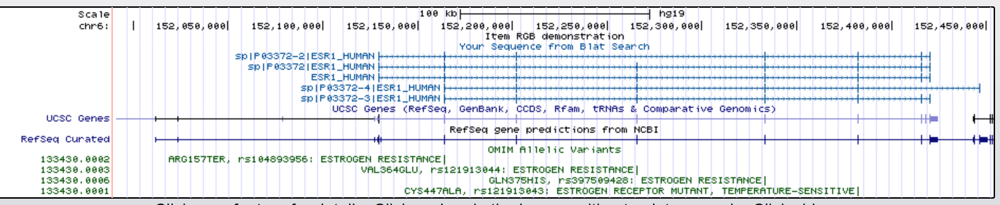 Scale 100 kb hg19
chr6: 152,050,000 152,100,000 152,150,000 152,200,000 152,250,000 152,300,000 152,350,000 152,400,000 152,450,000
Item RGB demonstration
Your Sequence from Blat Search
sp|P03372-2|ESR1_HUMAN
sp|P03372|ESR1_HUMAN
ESR1_HUMAN
sp|P03372-4|ESR1_HUMAN
sp|P03372-3|ESR1_HUMAN
UCSC Genes (RefSeq, GenBank, CCDS, Rfam, tRNAs & Comparative Genomics)
UCSC Genes
RefSeq gene predictions from NCBI
RefSeq Curated
OMIM Allelic Variants
133430.0002 ARG157TER, rs104893956: ESTROGEN RESISTANCE
133430.0003 VAL364GLU, rs121913044: ESTROGEN RESISTANCE
133430.0006 GLN375HIS, rs397509428: ESTROGEN RESISTANCE
133430.0001 CYS447ALA, rs121913043: ESTROGEN RECEPTOR MUTANT, TEMPERATURE-SENSITIVE